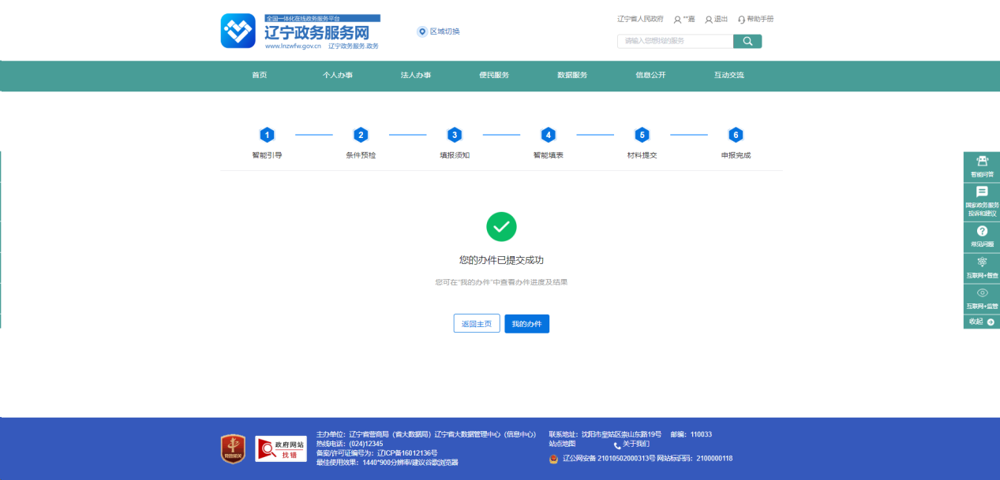 全国一体化在线政务服务平台
辽宁政务服务网
www.lnzwfw.gov.cn 辽宁政务服务.政务
区域切换
辽宁省人民政府 **嘉 退出 帮助手册
请输入您想找的服务
首页 个人办事 法人办事 便民服务 数据服务 信息公开 互动交流
1 2 3 4 5 6
智能引导 条件预检 填报须知 智能填表 材料提交 申报完成
您的办件已提交成功
您可在"我的办件"中查看办件进度及结果
返回主页 我的办件
智能问答
国家政务服务
投诉和建议
常见问题
互联网+督查
互联网+监管
收起
党政机关
政府网站
找错
主办单位：辽宁省营商局（省大数据局）辽宁省大数据管理中心（信息中心）
热线电话：(024)12345
备案/许可证编号为：辽ICP备16012136号
最佳使用效果：1440*900分辨率/建议谷歌浏览器
联系地址：沈阳市皇姑区崇山东路19号 邮编：110033
站点地图 关于我们
辽公网安备 21010502000313号 网站标识码：2100000118